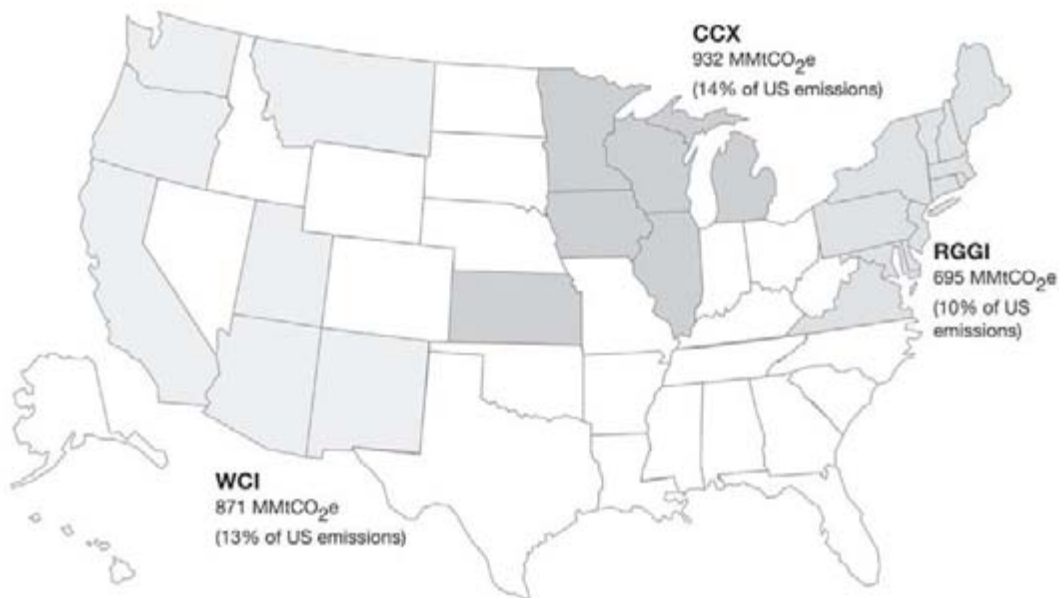 CCX
932 MMtCO₂e
(14% of US emissions)
RGGI
695 MMtCO₂e
(10% of US
emissions)
WCI
871 MMtCO₂e
(13% of US emissions)